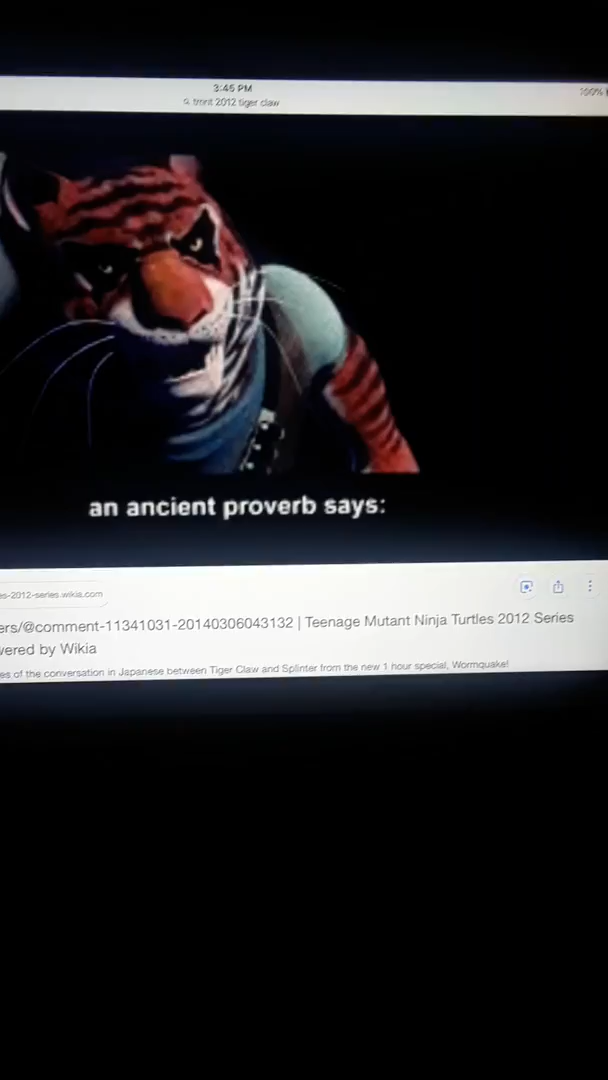 3:45 PM
100%
tmnt 2012 tiger claw
an ancient proverb says:
es-2012-series.wikia.com
ers/@comment-11341031-20140306043132 | Teenage Mutant Ninja Turtles 2012 Series
wered by Wikia
es of the conversation in Japanese between Tiger Claw and Splinter from the new 1 hour special, Wormquake!